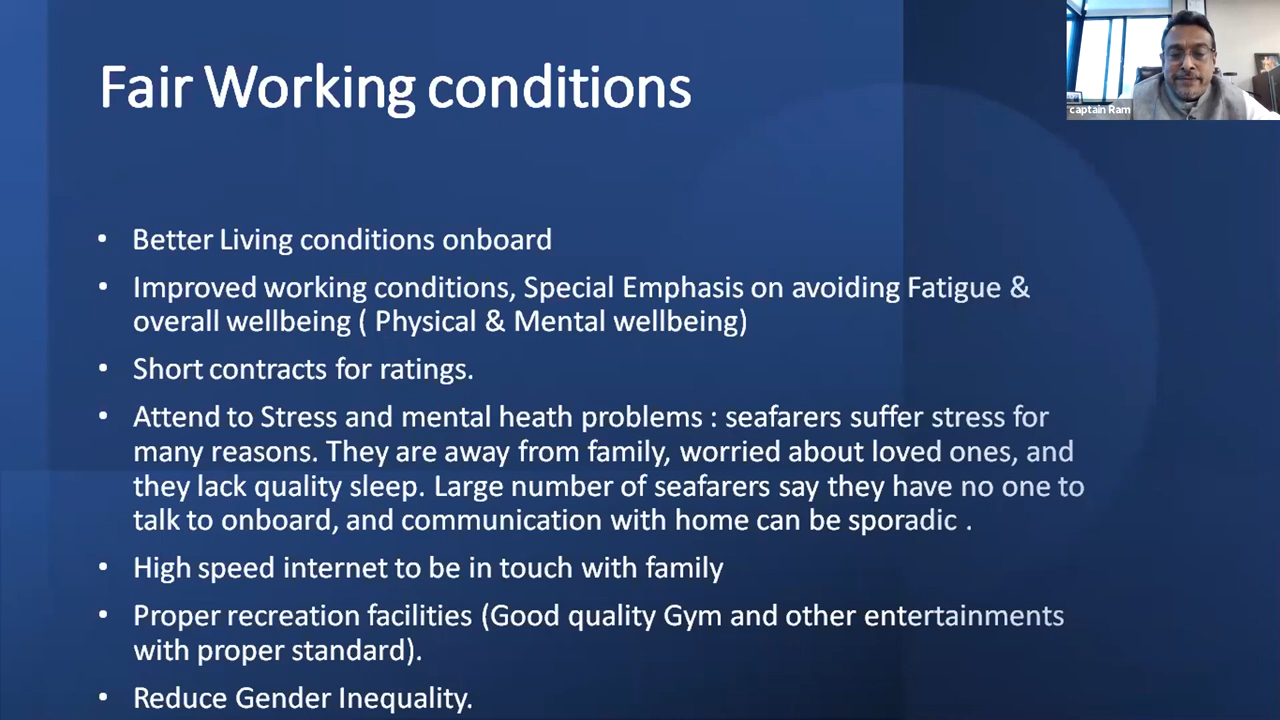 Fair Working conditions
captain Ram
• Better Living conditions onboard
• Improved working conditions, Special Emphasis on avoiding Fatigue &
overall wellbeing ( Physical & Mental wellbeing)
• Short contracts for ratings.
• Attend to Stress and mental heath problems : seafarers suffer stress for
many reasons. They are away from family, worried about loved ones, and
they lack quality sleep. Large number of seafarers say they have no one to
talk to onboard, and communication with home can be sporadic .
• High speed internet to be in touch with family
• Proper recreation facilities (Good quality Gym and other entertainments
with proper standard).
• Reduce Gender Inequality.